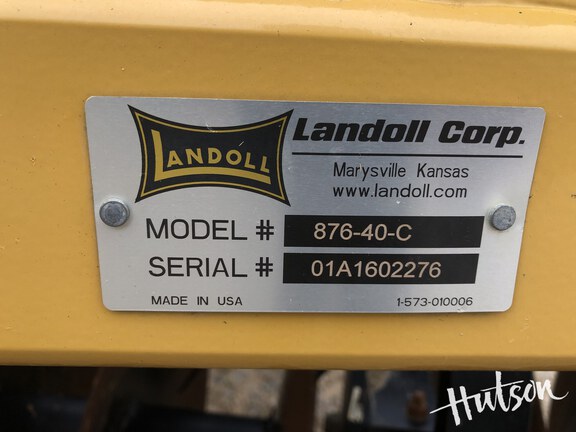 LANDOLL
Landoll Corp.
Marysville Kansas
www.landoll.com
MODEL # 876-40-C
SERIAL # 01A1602276
MADE IN USA 1-573-010006
Hutson